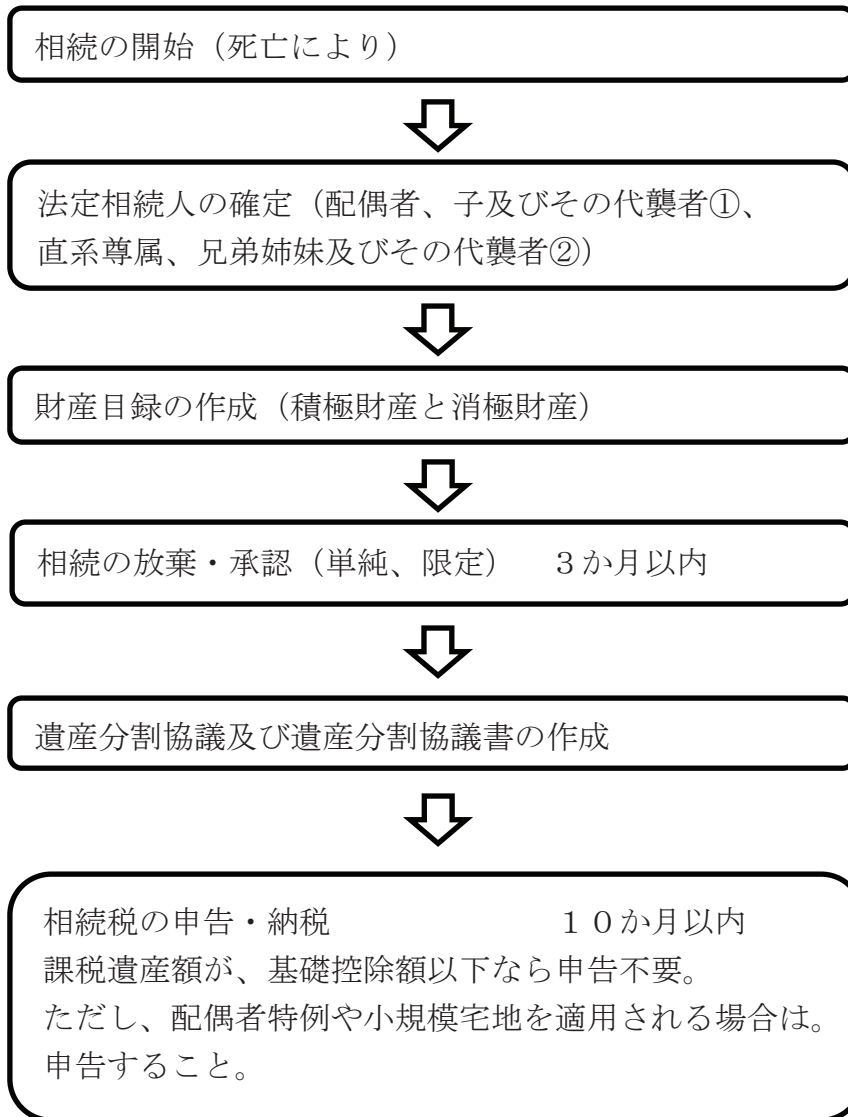 相続の開始（死亡により）
法定相続人の確定（配偶者、子及びその代襲者①、
直系尊属、兄弟姉妹及びその代襲者②）
財産目録の作成（積極財産と消極財産）
相続の放棄・承認（単純、限定）　３か月以内
遺産分割協議及び遺産分割協議書の作成
相続税の申告・納税　　　　　　１０か月以内
課税遺産額が、基礎控除額以下なら申告不要。
ただし、配偶者特例や小規模宅地を適用される場合は。
申告すること。